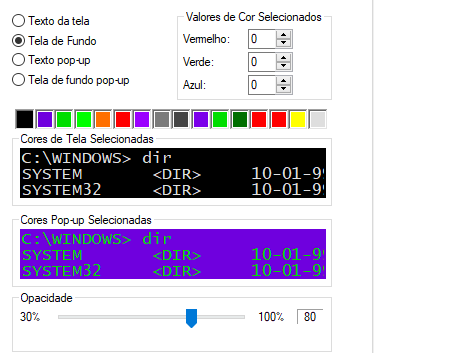 Texto da tela
Tela de Fundo
Texto pop-up
Tela de fundo pop-up
Valores de Cor Selecionados
Vermelho: 0
Verde: 0
Azul: 0
Cores de Tela Selecionadas
C:\WINDOWS> dir
SYSTEM <DIR> 10-01-9
SYSTEM32 <DIR> 10-01-9
Cores Pop-up Selecionadas
C:\WINDOWS> dir
SYSTEM <DIR> 10-01-9
SYSTEM32 <DIR> 10-01-9
Opacidade
30% 100% 80